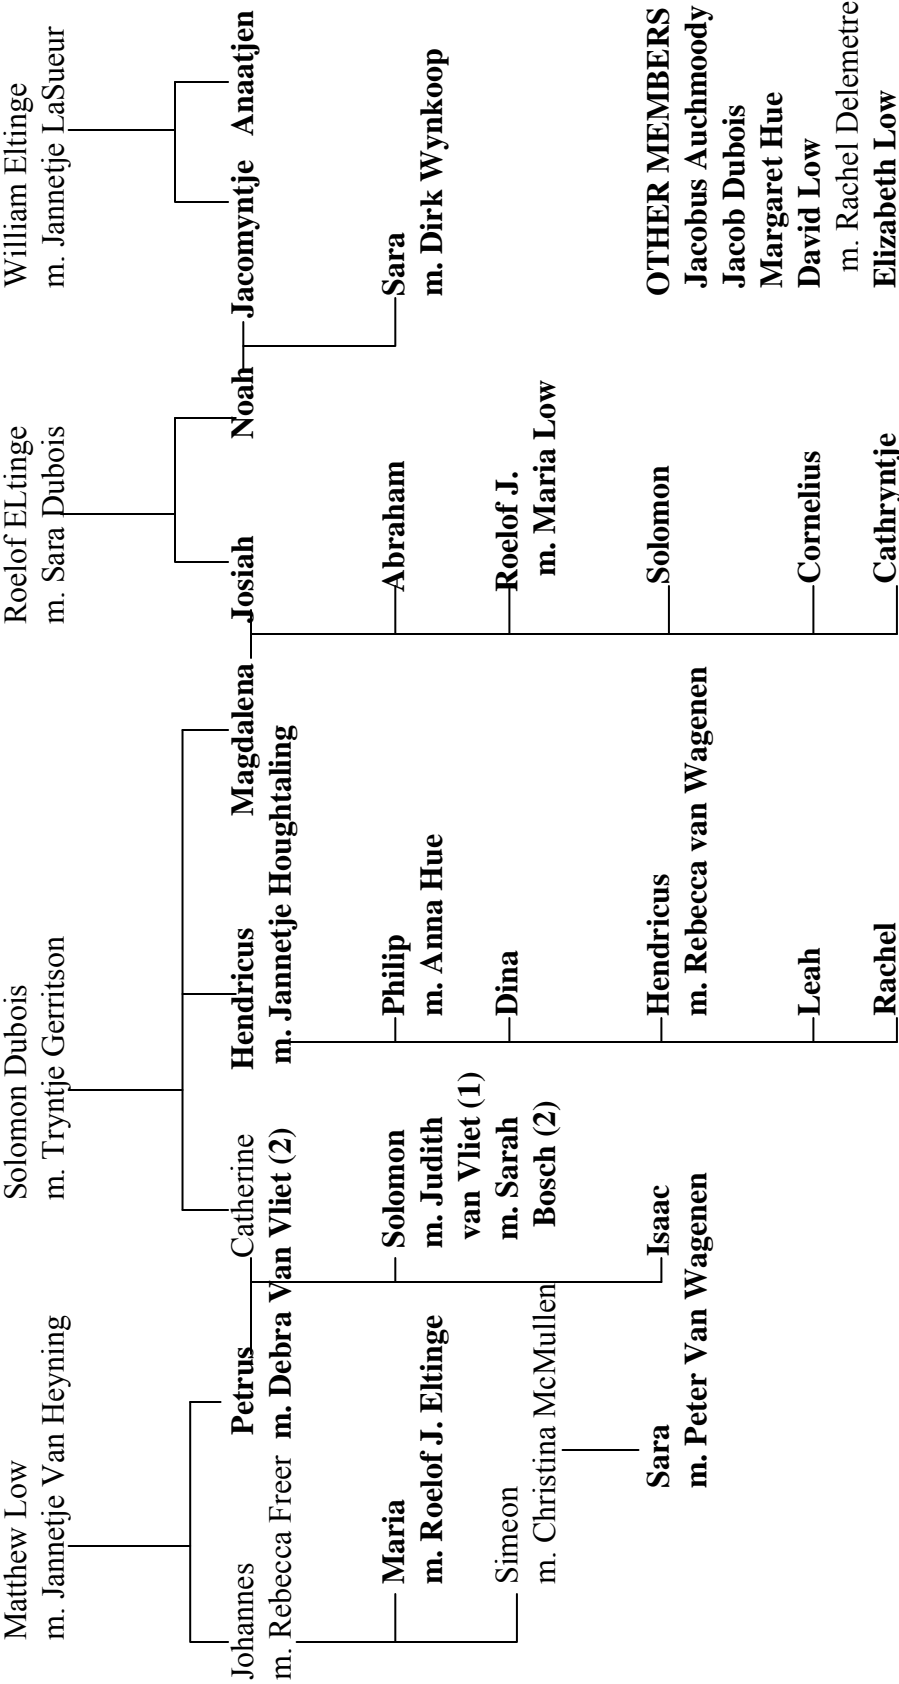 Matthew Low
m. Jannetje Van Heyning
Solomon Dubois
m. Tryntje Gerritson
Roelof ELtinge
m. Sara Dubois
William Eltinge
m. Jannetje LaSueur
Johannes
m. Rebecca Freer
Petrus
m. Debra Van Vliet (2)
Catherine
Hendricus
m. Jannetje Houghtaling
Magdalena
Josiah
Noah
Jacomyntje
Anaatjen
Maria
m. Roelof J. Eltinge
Simeon
m. Christina McMullen
Sara
m. Peter Van Wagenen
Solomon
m. Judith
van Vliet (1)
m. Sarah
Bosch (2)
Isaac
Philip
m. Anna Hue
Dina
Hendricus
m. Rebecca van Wagenen
Leah
Rachel
Abraham
Roelof J.
m. Maria Low
Solomon
Cornelius
Cathryntje
Sara
m. Dirk Wynkoop
OTHER MEMBERS
Jacobus Auchmoody
Jacob Dubois
Margaret Hue
David Low
m. Rachel Delemetre
Elizabeth Low